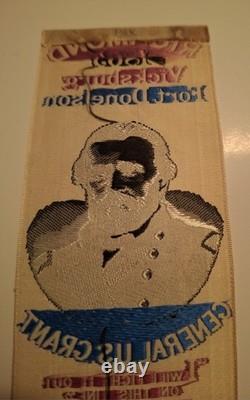 RICHMOND
Vicksburg
Fort Donelson
GENERAL U.S. GRANT
I WILL FIGHT IT OUT
ON THIS LINE